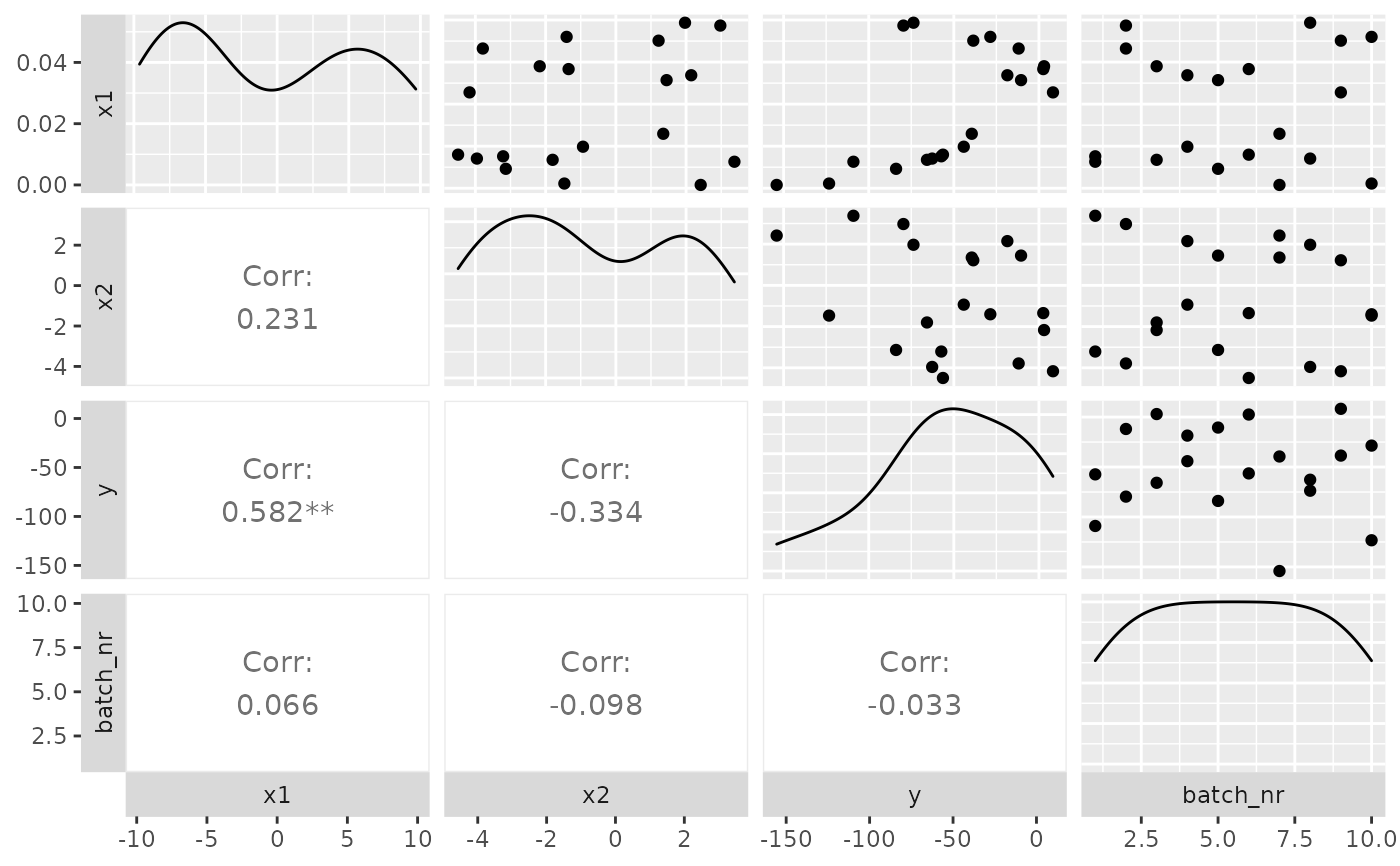 0.04
0.02
0.00
x1
2
0
-2
-4
x2
Corr:
0.231
0
-50
-100
-150
y
Corr:
0.582**
Corr:
-0.334
10.0
7.5
5.0
2.5
batch_nr
Corr:
0.066
Corr:
-0.098
Corr:
-0.033
x1 x2 y batch_nr
-10 -5 0 5 10 -4 -2 0 2 -150 -100 -50 0 2.5 5.0 7.5 10.0